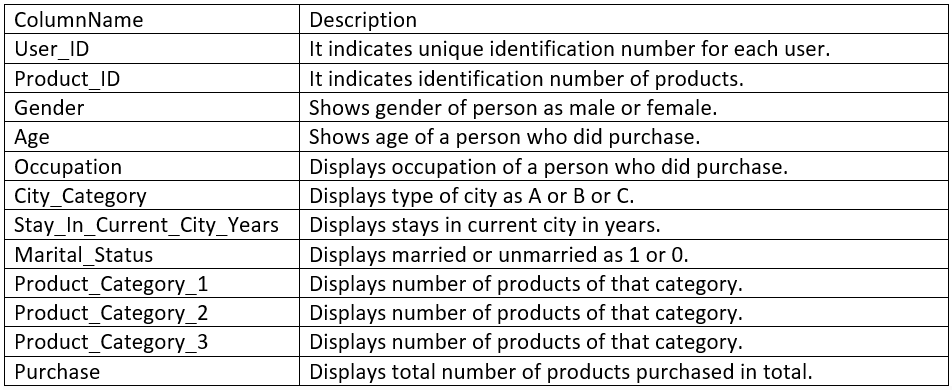 ColumnName Description
User_ID It indicates unique identification number for each user.
Product_ID It indicates identification number of products.
Gender Shows gender of person as male or female.
Age Shows age of a person who did purchase.
Occupation Displays occupation of a person who did purchase.
City_Category Displays type of city as A or B or C.
Stay_In_Current_City_Years Displays stays in current city in years.
Marital_Status Displays married or unmarried as 1 or 0.
Product_Category_1 Displays number of products of that category.
Product_Category_2 Displays number of products of that category.
Product_Category_3 Displays number of products of that category.
Purchase Displays total number of products purchased in total.